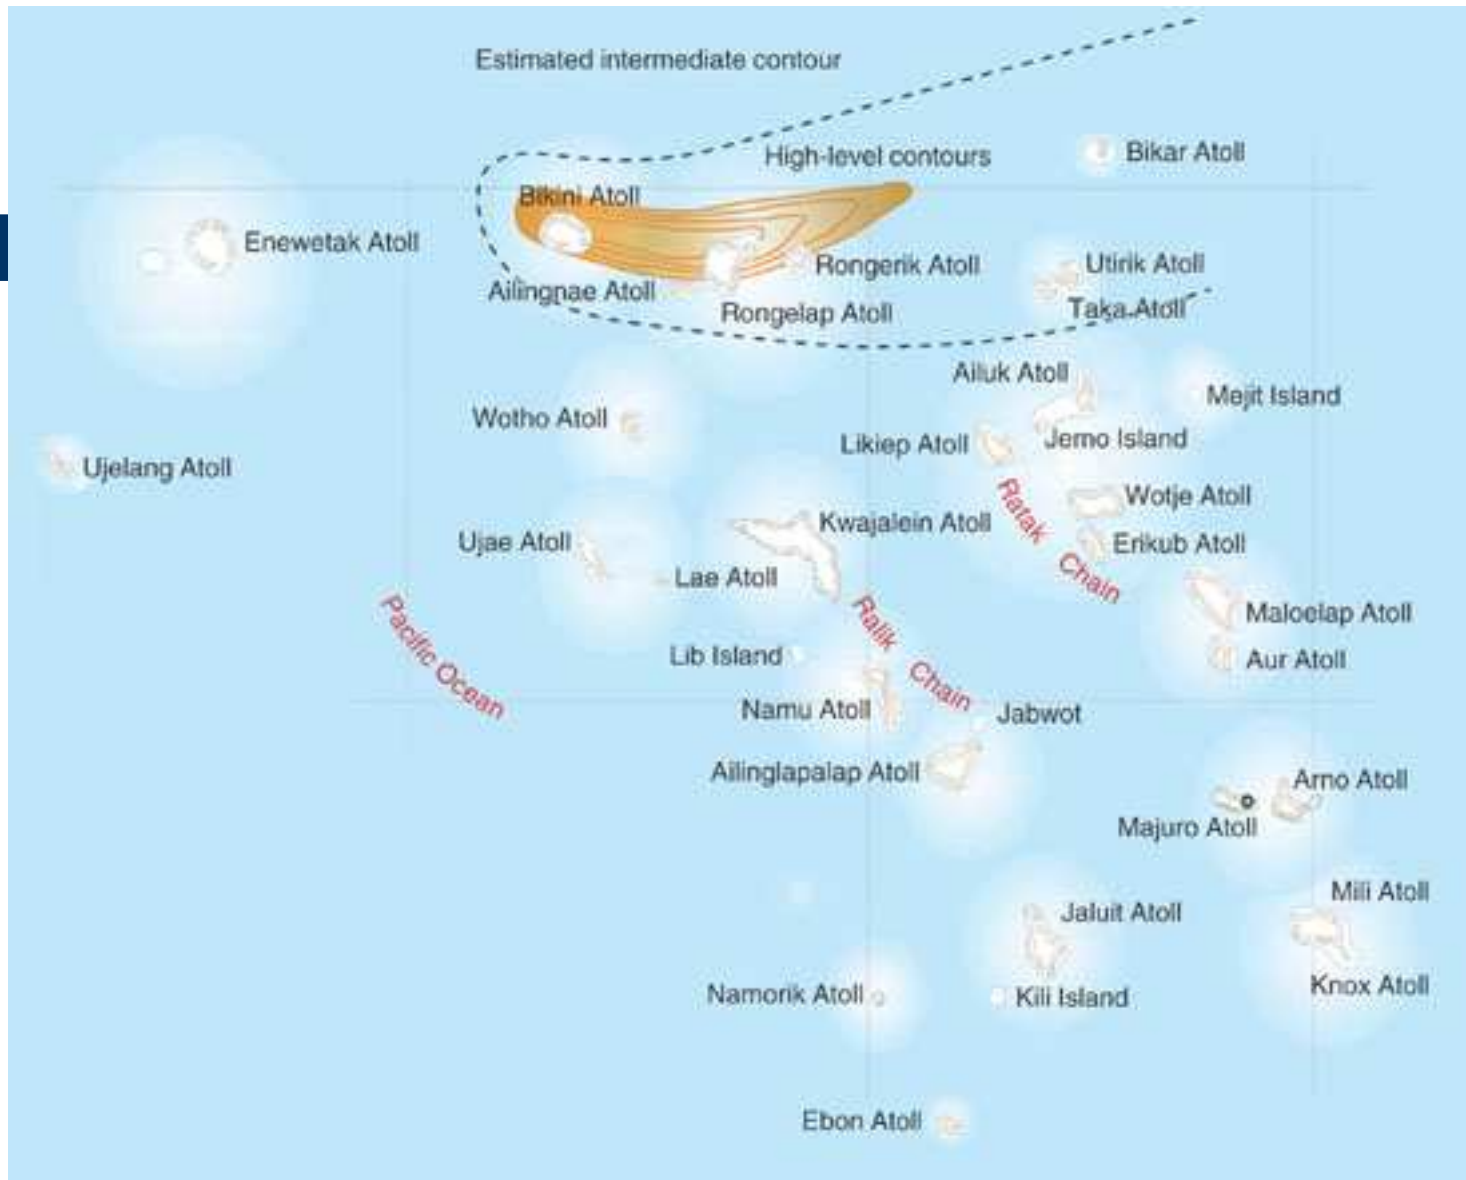 Estimated intermediate contour
High-level contours
Bikar Atoll
Bikini Atoll
Enewetak Atoll
Rongerik Atoll
Utirik Atoll
Ailingnae Atoll
Rongelap Atoll
Taka Atoll
Ailuk Atoll
Mejit Island
Wotho Atoll
Likiep Atoll
Jemo Island
Ujelang Atoll
Ratak Chain
Wotje Atoll
Kwajalein Atoll
Ujae Atoll
Erikub Atoll
Lae Atoll
Pacific Ocean
Ralik Chain
Maloelap Atoll
Lib Island
Aur Atoll
Namu Atoll
Jabwot
Ailinglapalap Atoll
Arno Atoll
Majuro Atoll
Mili Atoll
Jaluit Atoll
Knox Atoll
Namorik Atoll
Kili Island
Ebon Atoll